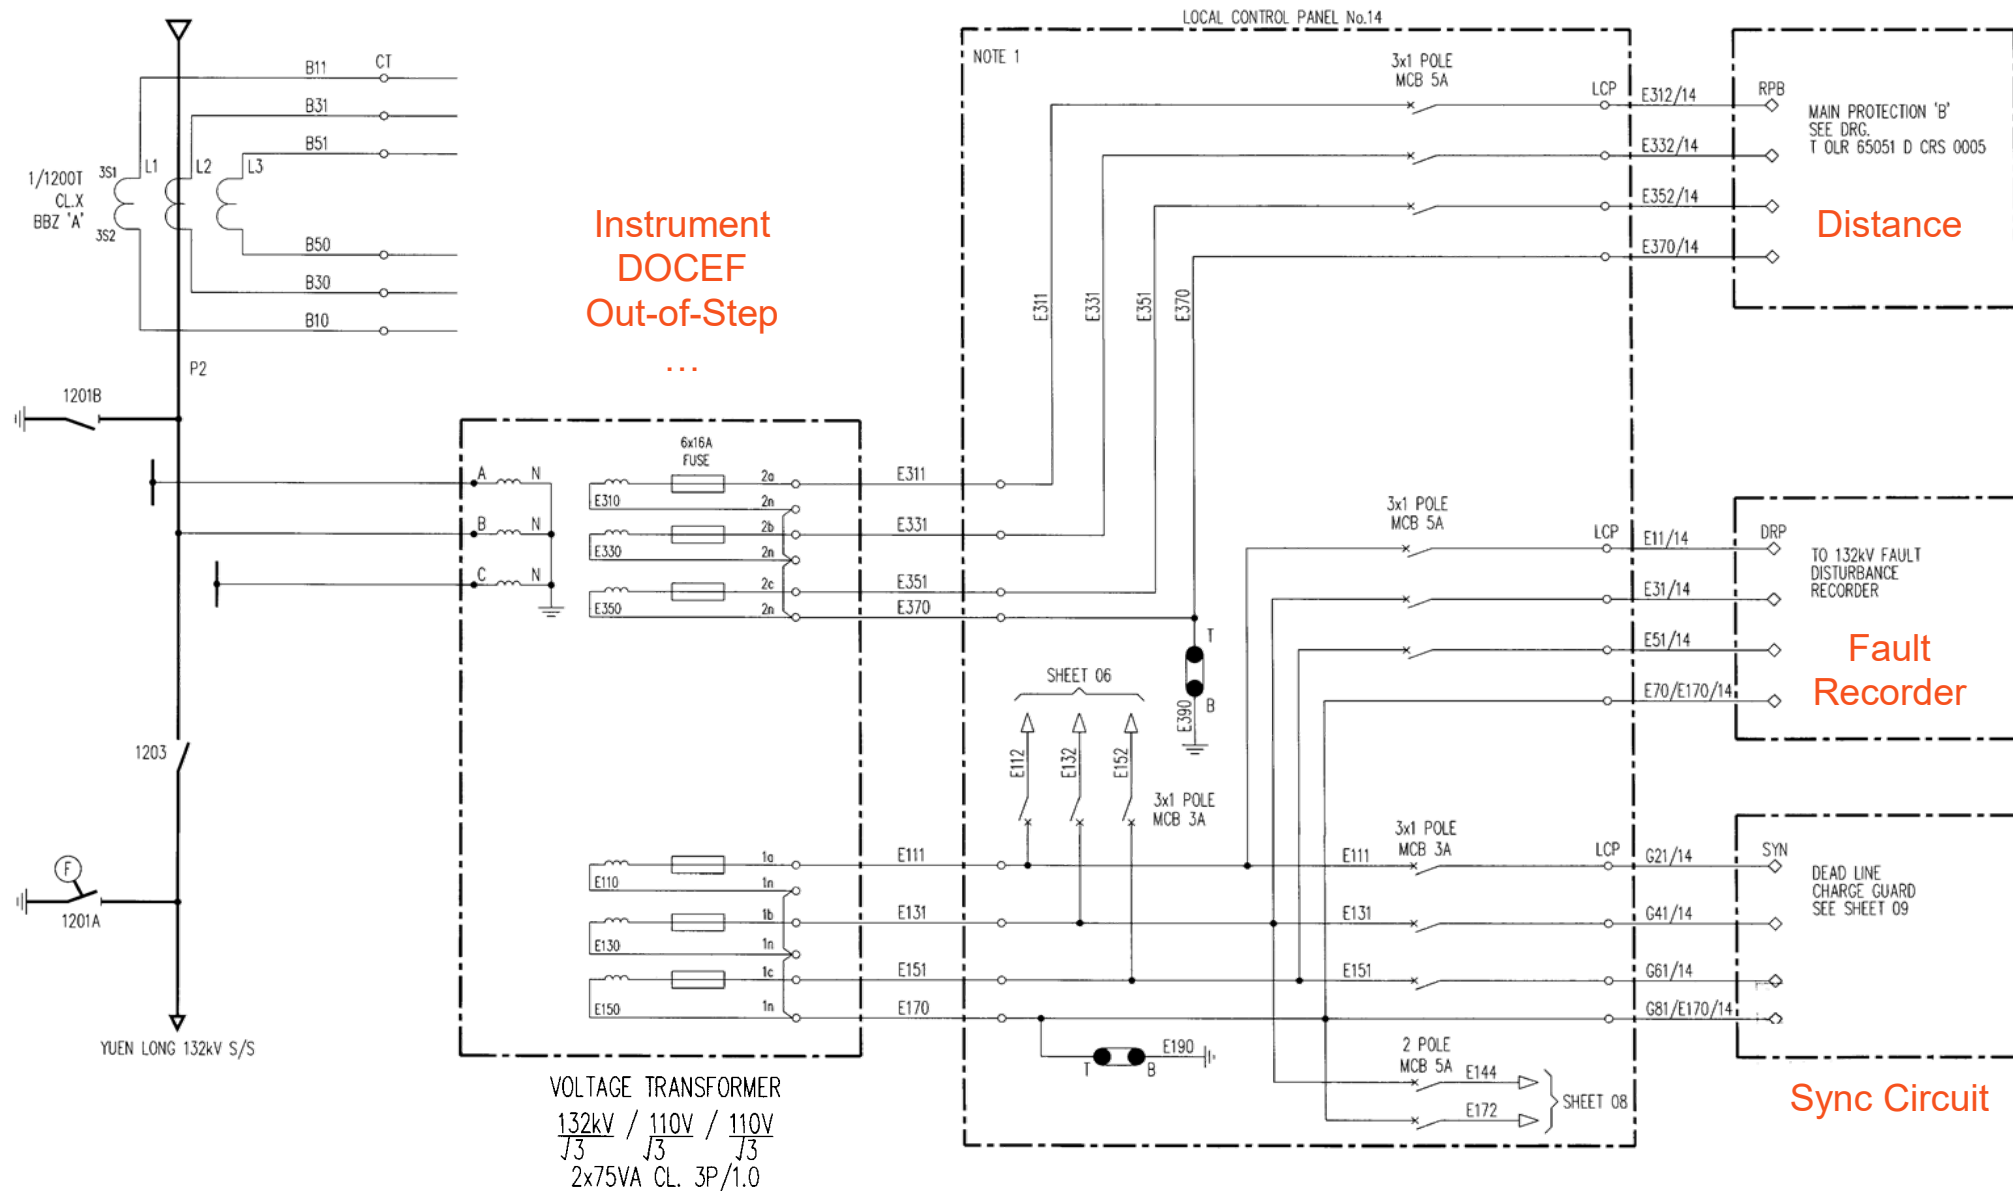 LOCAL CONTROL PANEL No.14
NOTE 1
B11
CT
B31
B51
1/1200T
CL.X
BBZ 'A'
3S1
3S2
L1
L2
L3
B50
B30
B10
P2
Instrument
DOCEF
Out-of-Step
...
3x1 POLE
MCB 5A
LCP
E312/14
E332/14
E352/14
E370/14
RPB
MAIN PROTECTION 'B'
SEE DRG.
T OLR 65051 D CRS 0005
Distance
E311
E331
E351
E370
1201B
6x16A
FUSE
A
N
B
N
C
N
E310
E330
E350
2a
2n
2b
2n
2c
2n
E311
E331
E351
E370
3x1 POLE
MCB 5A
LCP
E11/14
E31/14
E51/14
E70/E170/14
DRP
TO 132kV FAULT
DISTURBANCE
RECORDER
Fault
Recorder
T
B
E390
SHEET 06
E112
E132
E152
3x1 POLE
MCB 3A
1203
F
1201A
YUEN LONG 132kV S/S
E110
E130
E150
1a
1n
1b
1n
1c
1n
E111
E131
E151
E170
3x1 POLE
MCB 3A
E111
E131
E151
LCP
G21/14
G41/14
G61/14
G81/E170/14
SYN
DEAD LINE
CHARGE GUARD
SEE SHEET 09
Sync Circuit
T
B
E190
2 POLE
MCB 5A
E144
E172
SHEET 08
VOLTAGE TRANSFORMER
132kV / 110V / 110V
√3 √3 √3
2x75VA CL. 3P/1.0